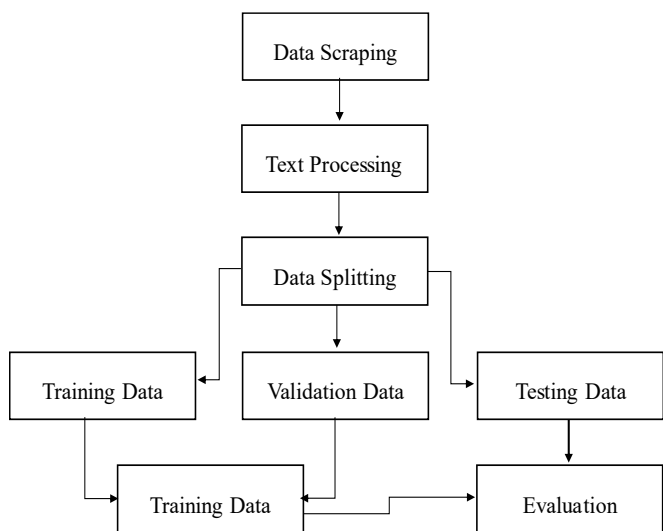 Data Scraping
Text Processing
Data Splitting
Training Data
Validation Data
Testing Data
Training Data
Evaluation